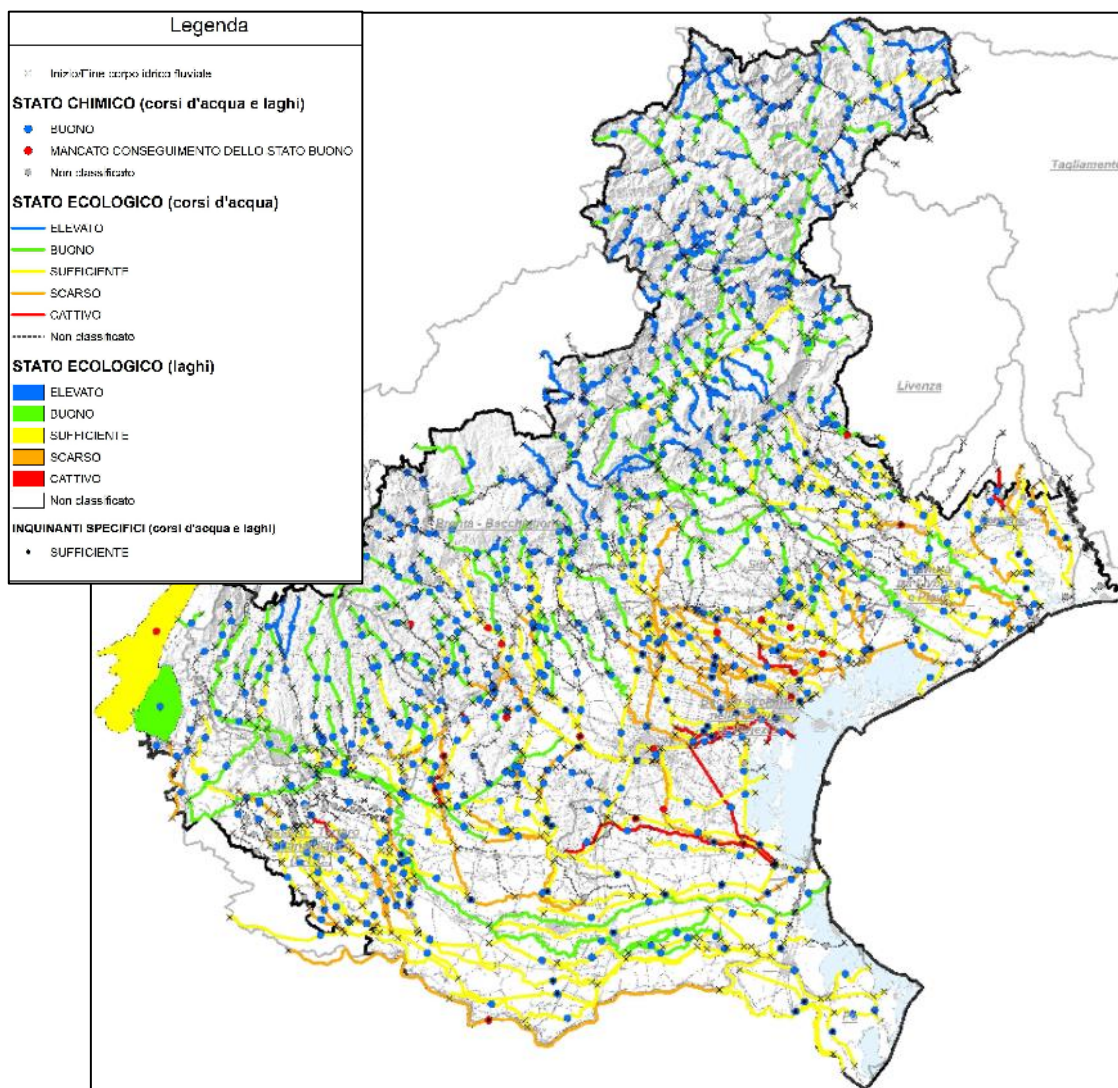 Legenda
Inizio/Fine corpo idrico fluviale
STATO CHIMICO (corsi d'acqua e laghi)
BUONO
MANCATO CONSEGUIMENTO DELLO STATO BUONO
Non classificato
STATO ECOLOGICO (corsi d'acqua)
ELEVATO
BUONO
SUFFICIENTE
SCARSO
CATTIVO
Non classificato
STATO ECOLOGICO (laghi)
ELEVATO
BUONO
SUFFICIENTE
SCARSO
CATTIVO
Non classificato
INQUINANTI SPECIFICI (corsi d'acqua e laghi)
SUFFICIENTE
Tagliamento
Livenza
Brenta - Bacchiglione